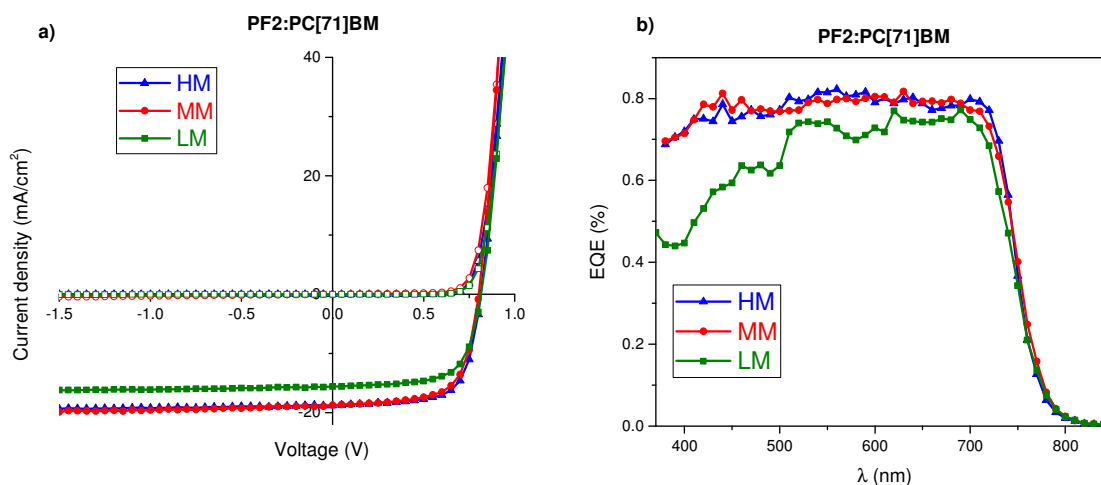 a)
PF2:PC[71]BM
40
HM
MM
LM
20
0
-1.5
-1.0
-0.5
0.0
0.5
1.0
-20
Current density (mA/cm²)
Voltage (V)
b)
PF2:PC[71]BM
0.8
0.6
0.4
0.2
0.0
HM
MM
LM
400
500
600
700
800
EQE (%)
λ (nm)